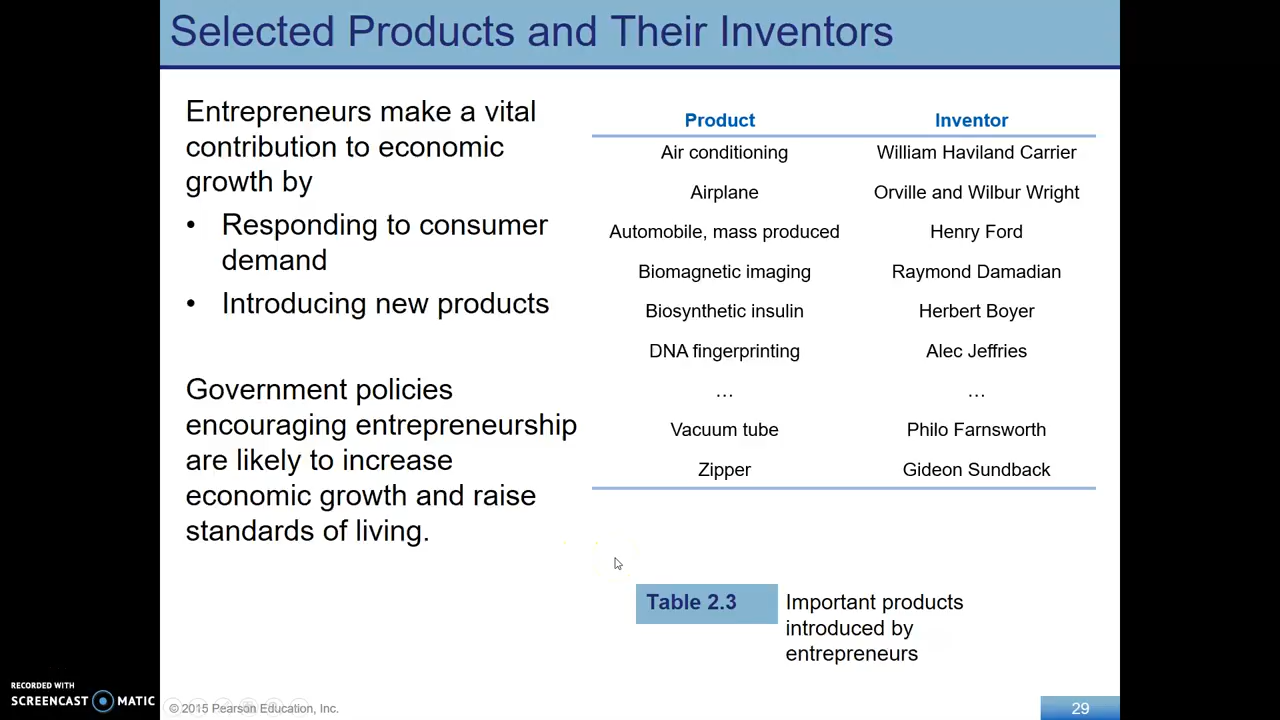 Selected Products and Their Inventors
Entrepreneurs make a vital
contribution to economic
growth by
• Responding to consumer
demand
• Introducing new products
Government policies
encouraging entrepreneurship
are likely to increase
economic growth and raise
standards of living.
Product Inventor
Air conditioning William Haviland Carrier
Airplane Orville and Wilbur Wright
Automobile, mass produced Henry Ford
Biomagnetic imaging Raymond Damadian
Biosynthetic insulin Herbert Boyer
DNA fingerprinting Alec Jeffries
… …
Vacuum tube Philo Farnsworth
Zipper Gideon Sundback
Table 2.3
Important products
introduced by
entrepreneurs
RECORDED WITH
SCREENCAST MATIC
© 2015 Pearson Education, Inc.
29